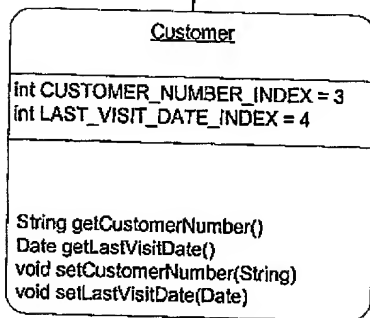 Customer
int CUSTOMER_NUMBER_INDEX = 3
int LAST_VISIT_DATE_INDEX = 4
String getCustomerNumber()
Date getLastVisitDate()
void setCustomerNumber(String)
void setLastVisitDate(Date)